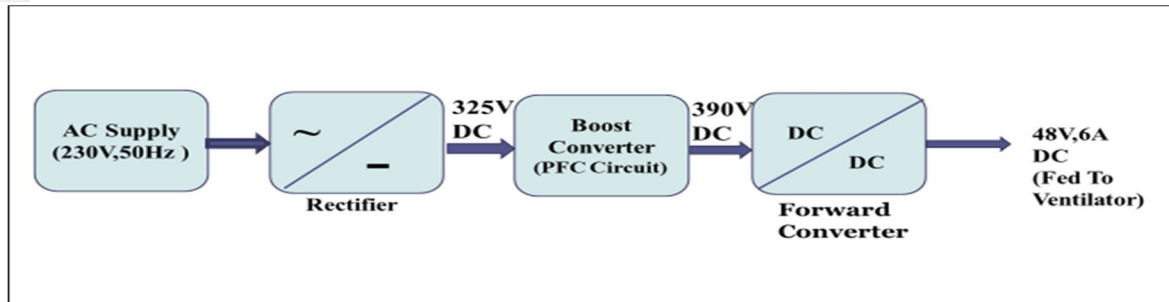 AC Supply
(230V,50Hz )
~
–
Rectifier
325V
DC
Boost
Converter
(PFC Circuit)
390V
DC
DC
DC
Forward
Converter
48V,6A
DC
(Fed To
Ventilator)